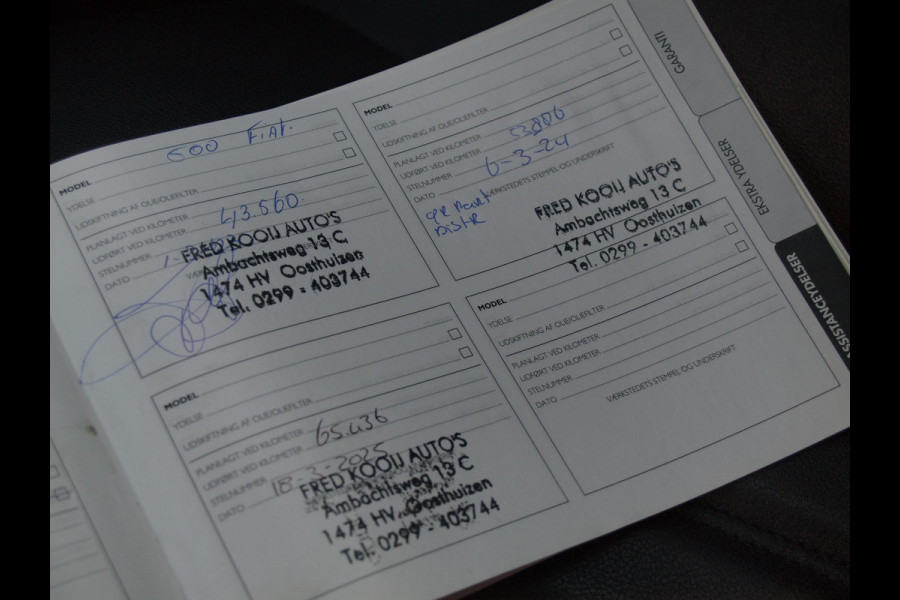 MODEL 500 FIAT.
YDELSE
UDSKIFTNING AF OLIE/OLIEFILTER
PLANLAGT VED KILOMETER
UDFØRT VED KILOMETER 43.560
STELNUMMER
DATO
FRED KOOIJ AUTO'S
Ambachtsweg 13 C
1474 HV Oosthuizen
Tel. 0299 - 403744
MODEL
YDELSE
UDSKIFTNING AF OLIE/OLIEFILTER
PLANLAGT VED KILOMETER
UDFØRT VED KILOMETER
STELNUMMER 6-3-24
DATO
VÆRKSTEDETS STEMPEL OG UNDERSKRIFT
FRED KOOIJ AUTO'S
Ambachtsweg 13 C
1474 HV Oosthuizen
Tel. 0299 - 403744
MODEL
YDELSE
UDSKIFTNING AF OLIE/OLIEFILTER
PLANLAGT VED KILOMETER
UDFØRT VED KILOMETER 65.436
STELNUMMER
DATO 18-2-2025
FRED KOOIJ AUTO'S
Ambachtsweg 13 C
1474 HV Oosthuizen
Tel. 0299 - 403744
MODEL
YDELSE
UDSKIFTNING AF OLIE/OLIEFILTER
PLANLAGT VED KILOMETER
UDFØRT VED KILOMETER
STELNUMMER
DATO
VÆRKSTEDETS STEMPEL OG UNDERSKRIFT
GARANTI
EKSTRA YDELSER
ASSISTANCEYDELSER